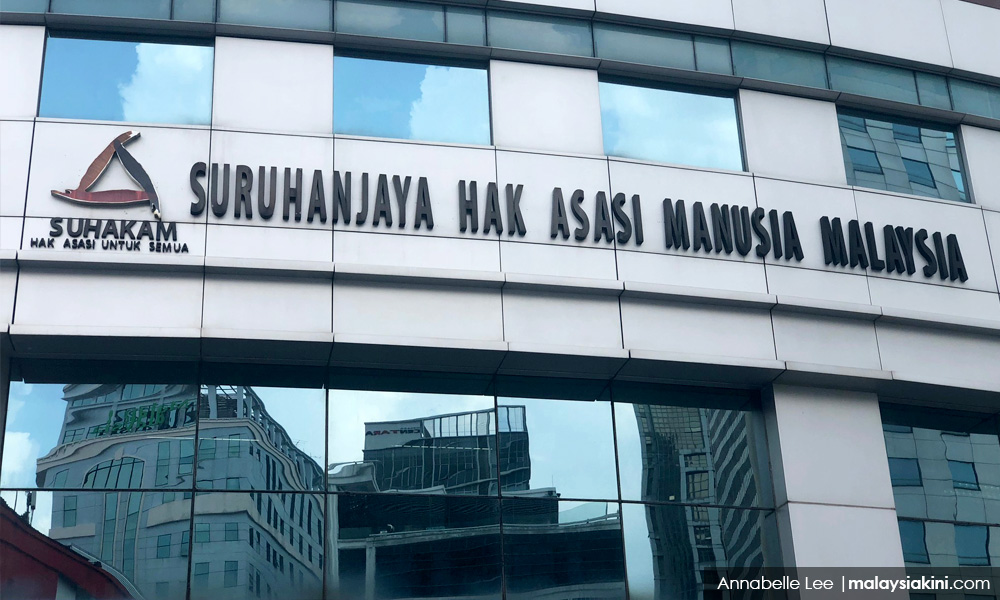 SURUHANJAYA HAK ASASI MANUSIA MALAYSIA
SUHAKAM
HAK ASASI UNTUK SEMUA
Annabelle Lee | malaysiakini.com